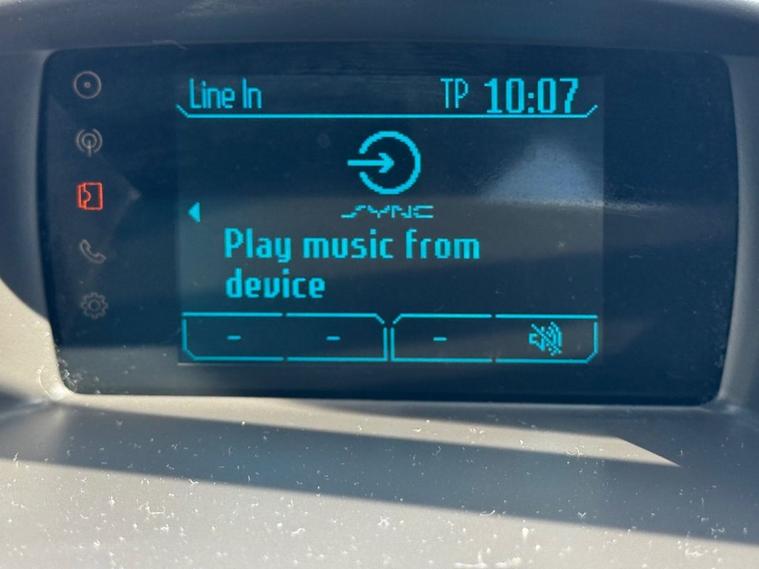 Line In TP 10:07
SYNC
Play music from
device
- - -